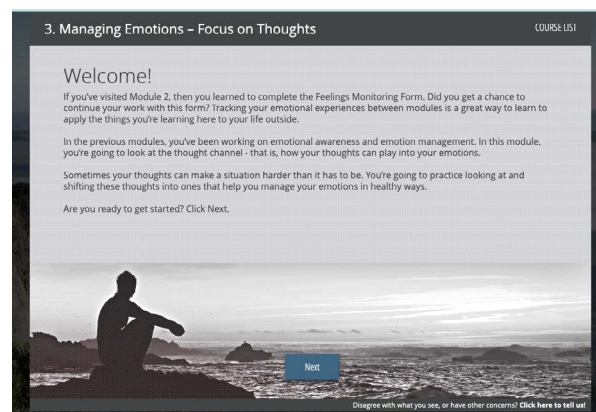 3. Managing Emotions – Focus on Thoughts
COURSE LIST
Welcome!
If you've visited Module 2, then you learned to complete the Feelings Monitoring Form. Did you get a chance to
continue your work with this form? Tracking your emotional experiences between modules is a great way to learn to
apply the things you're learning here to your life outside.
In the previous modules, you've been working on emotional awareness and emotion management. In this module,
you're going to look at the thought channel - that is, how your thoughts can play into your emotions.
Sometimes your thoughts can make a situation harder than it has to be. You're going to practice looking at and
shifting these thoughts into ones that help you manage your emotions in healthy ways.
Are you ready to get started? Click Next.
Next
Disagree with what you see, or have other concerns? Click here to tell us!